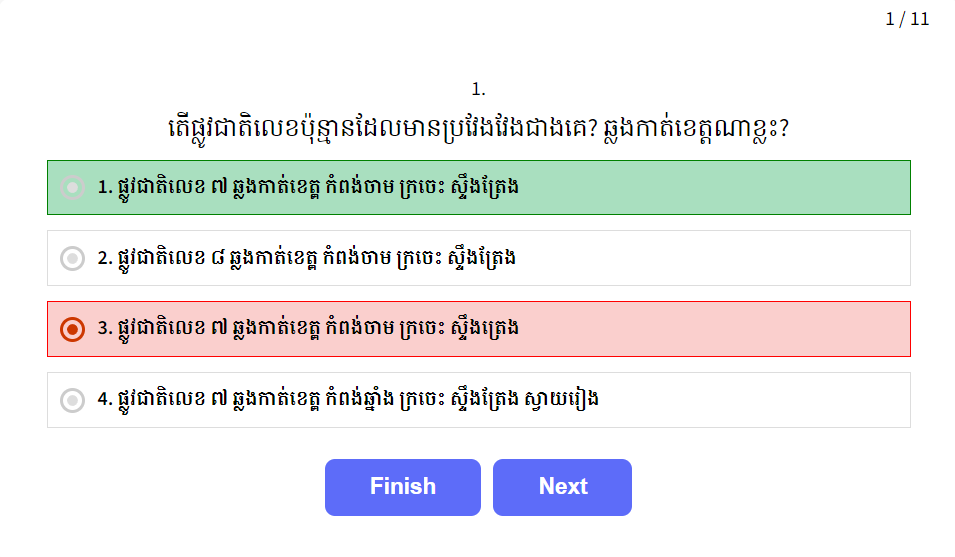 1 / 11
1.
តើផ្លូវជាតិលេខប៉ុន្មានដែលមានប្រវែងវែងជាងគេ? ឆ្លងកាត់ខេត្តណាខ្លះ?
1. ផ្លូវជាតិលេខ ៧ ឆ្លងកាត់ខេត្ត កំពង់ចាម ក្រចេះ ស្ទឹងត្រែង
2. ផ្លូវជាតិលេខ ៨ ឆ្លងកាត់ខេត្ត កំពង់ចាម ក្រចេះ ស្ទឹងត្រែង
3. ផ្លូវជាតិលេខ ៧ ឆ្លងកាត់ខេត្ត កំពង់ចាម ក្រចេះ ស្ទឹងត្រែង
4. ផ្លូវជាតិលេខ ៧ ឆ្លងកាត់ខេត្ត កំពង់ឆ្នាំង ក្រចេះ ស្ទឹងត្រែង ស្វាយរៀង
Finish Next